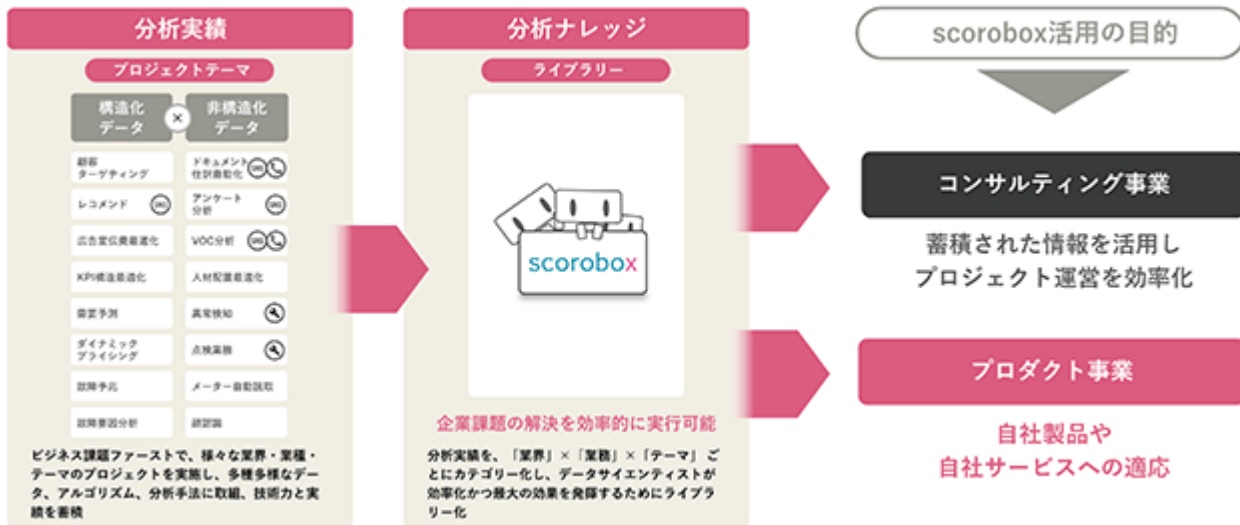 分析実績
プロジェクトテーマ
構造化
データ
×
非構造化
データ
顧客
ターゲティング
ドキュメント
仕訳自動化
レコメンド
アンケート
分析
広告宣伝費最適化
VOC分析
KPI構造最適化
人材配置最適化
需要予測
異常検知
ダイナミック
プライシング
点検業務
故障予兆
メーター自動読取
故障要因分析
顔認識
ビジネス課題ファーストで、様々な業界・業種・
テーマのプロジェクトを実施し、多種多様なデー
タ、アルゴリズム、分析手法に取組、技術力と実
績を蓄積
分析ナレッジ
ライブラリー
scorobox
企業課題の解決を効率的に実行可能
分析実績を、「業界」×「業務」×「テーマ」ご
とにカテゴリー化し、データサイエンティストが
効率化かつ最大の効果を発揮するためにライブラ
リー化
scorobox活用の目的
コンサルティング事業
蓄積された情報を活用し
プロジェクト運営を効率化
プロダクト事業
自社製品や
自社サービスへの適応